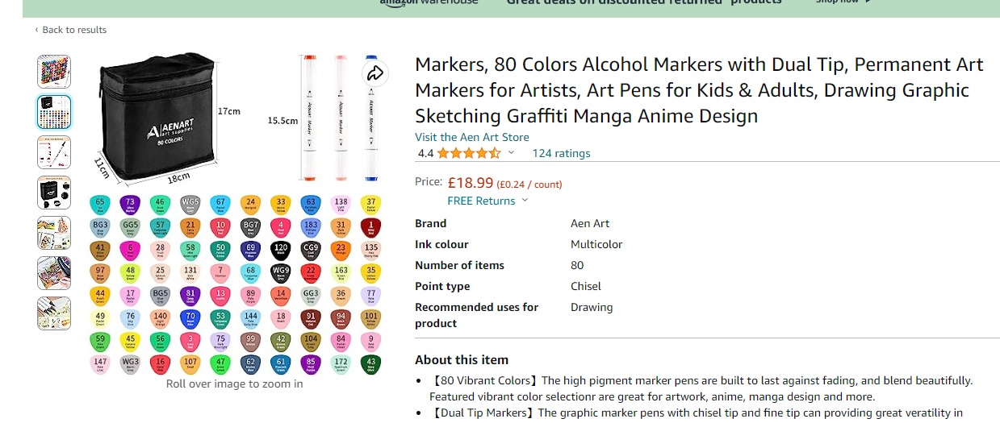 amazon warehouse Great deals on discounted returned products Shop now
‹ Back to results
Markers, 80 Colors Alcohol Markers with Dual Tip, Permanent Art
Markers for Artists, Art Pens for Kids & Adults, Drawing Graphic
Sketching Graffiti Manga Anime Design
Visit the Aen Art Store
4.4 124 ratings
Price: £18.99 (£0.24 / count)
FREE Returns
Brand Aen Art
Ink colour Multicolor
Number of items 80
Point type Chisel
Recommended uses for Drawing
product
About this item
• 【80 Vibrant Colors】The high pigment marker pens are built to last against fading, and blend beautifully.
Featured vibrant color selectionr are great for artwork, anime, manga design and more.
• 【Dual Tip Markers】The graphic marker pens with chisel tip and fine tip can providing great veratility in
AENART
art supplies
80 COLORS
17cm
11cm
18cm
15.5cm
Aenart Marker
Aenart Marker
Aenart Marker
65 73 46 WG5 67 24 33 63 138 37
BG3 GG5 57 21 10 BG7 4 183 31 1
41 6 28 58 50 69 120 CG9 23 135
97 48 25 131 7 68 WG9 22 163 35
44 17 BG5 81 13 89 14 GG3 36 77
49 76 140 70 53 144 18 91 94 101
59 45 56 3 75 99 42 104 84 9
147 WG3 16 107 47 62 61 85 172 43
Roll over image to zoom in